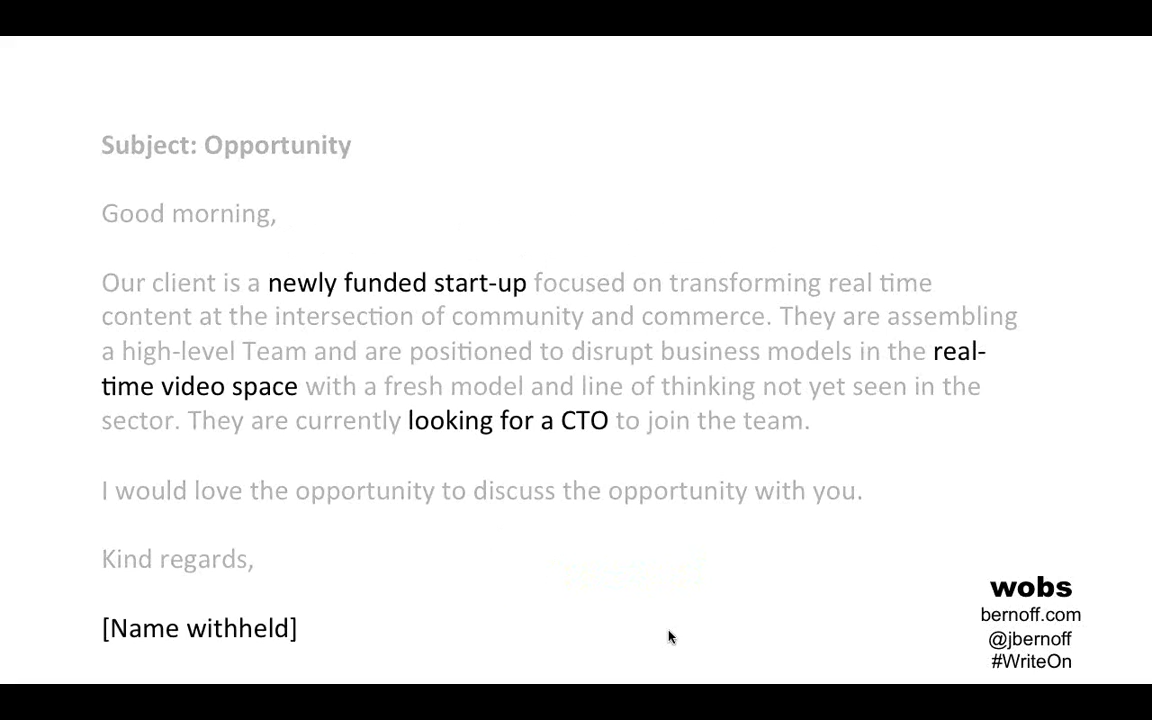 Subject: Opportunity
Good morning,
Our client is a newly funded start-up focused on transforming real time
content at the intersection of community and commerce. They are assembling
a high-level Team and are positioned to disrupt business models in the real-
time video space with a fresh model and line of thinking not yet seen in the
sector. They are currently looking for a CTO to join the team.
I would love the opportunity to discuss the opportunity with you.
Kind regards,
[Name withheld]
wobs
bernoff.com
@jbernoff
#WriteOn